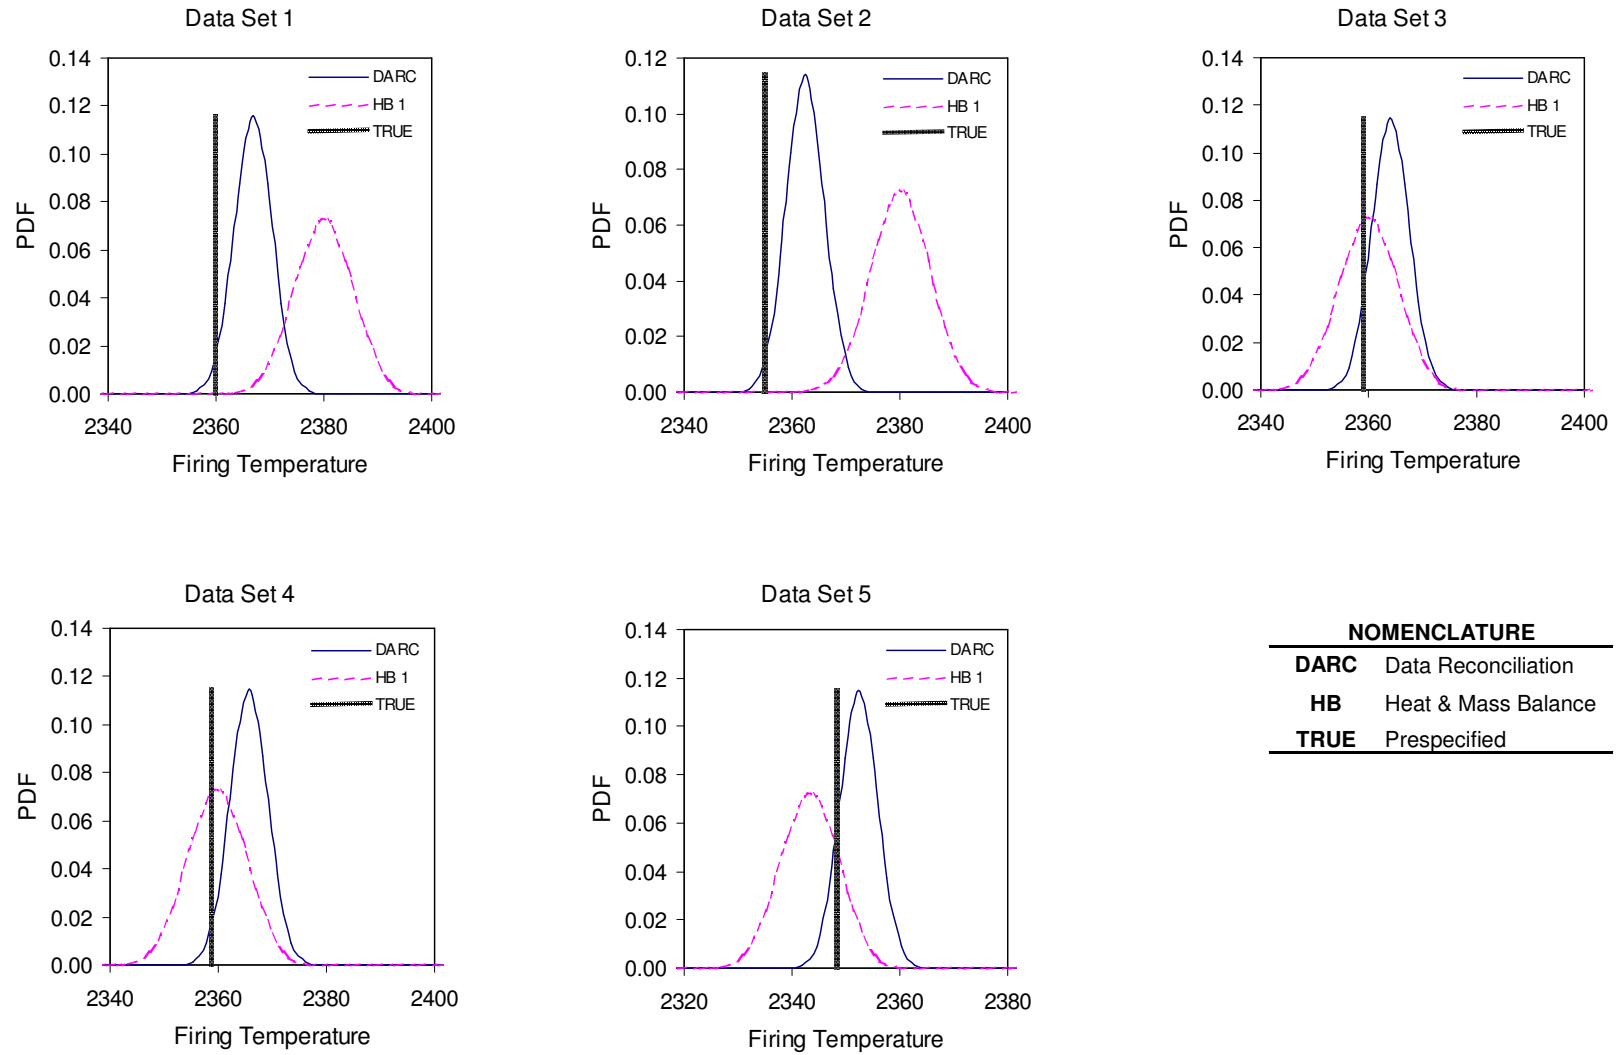 Data Set 1
0.14
0.12
0.10
0.08
0.06
0.04
0.02
0.00
PDF
DARC
HB 1
TRUE
2340 2360 2380 2400
Firing Temperature
Data Set 2
0.12
0.10
0.08
0.06
0.04
0.02
0.00
PDF
DARC
HB 1
TRUE
2340 2360 2380 2400
Firing Temperature
Data Set 3
0.14
0.12
0.10
0.08
0.06
0.04
0.02
0.00
PDF
DARC
HB 1
TRUE
2340 2360 2380 2400
Firing Temperature
Data Set 4
0.14
0.12
0.10
0.08
0.06
0.04
0.02
0.00
PDF
DARC
HB 1
TRUE
2340 2360 2380 2400
Firing Temperature
Data Set 5
0.14
0.12
0.10
0.08
0.06
0.04
0.02
0.00
PDF
DARC
HB 1
TRUE
2320 2340 2360 2380
Firing Temperature
NOMENCLATURE
DARC Data Reconciliation
HB Heat & Mass Balance
TRUE Prespecified